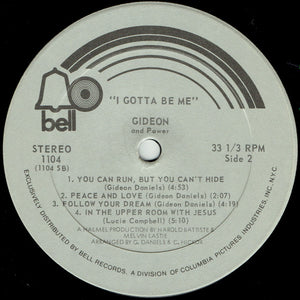 "I GOTTA BE ME"
GIDEON
and Power
bell
STEREO
1104
(1104 SB)
33 1/3 RPM
Side 2
1. YOU CAN RUN, BUT YOU CAN'T HIDE
(Gideon Daniels) (4:53)
2. PEACE AND LOVE (Gideon Daniels) (2:07)
3. FOLLOW YOUR DREAM (Gideon Daniels) (4:19)
4. IN THE UPPER ROOM WITH JESUS
(Lucie Campbell) (5:10)
A HALMEL PRODUCTION by HAROLD BATTISTE &
MELVIN LASTIE
ARRANGED BY G. DANIELS & C. HICKOX
EXCLUSIVELY DISTRIBUTED BY BELL RECORDS. A DIVISION OF COLUMBIA PICTURES INDUSTRIES, INC. N.Y.C.